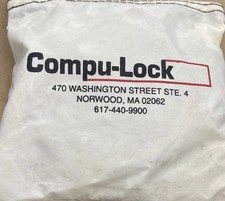 Compu-Lock
470 WASHINGTON STREET STE. 4
NORWOOD, MA 02062
617-440-9900